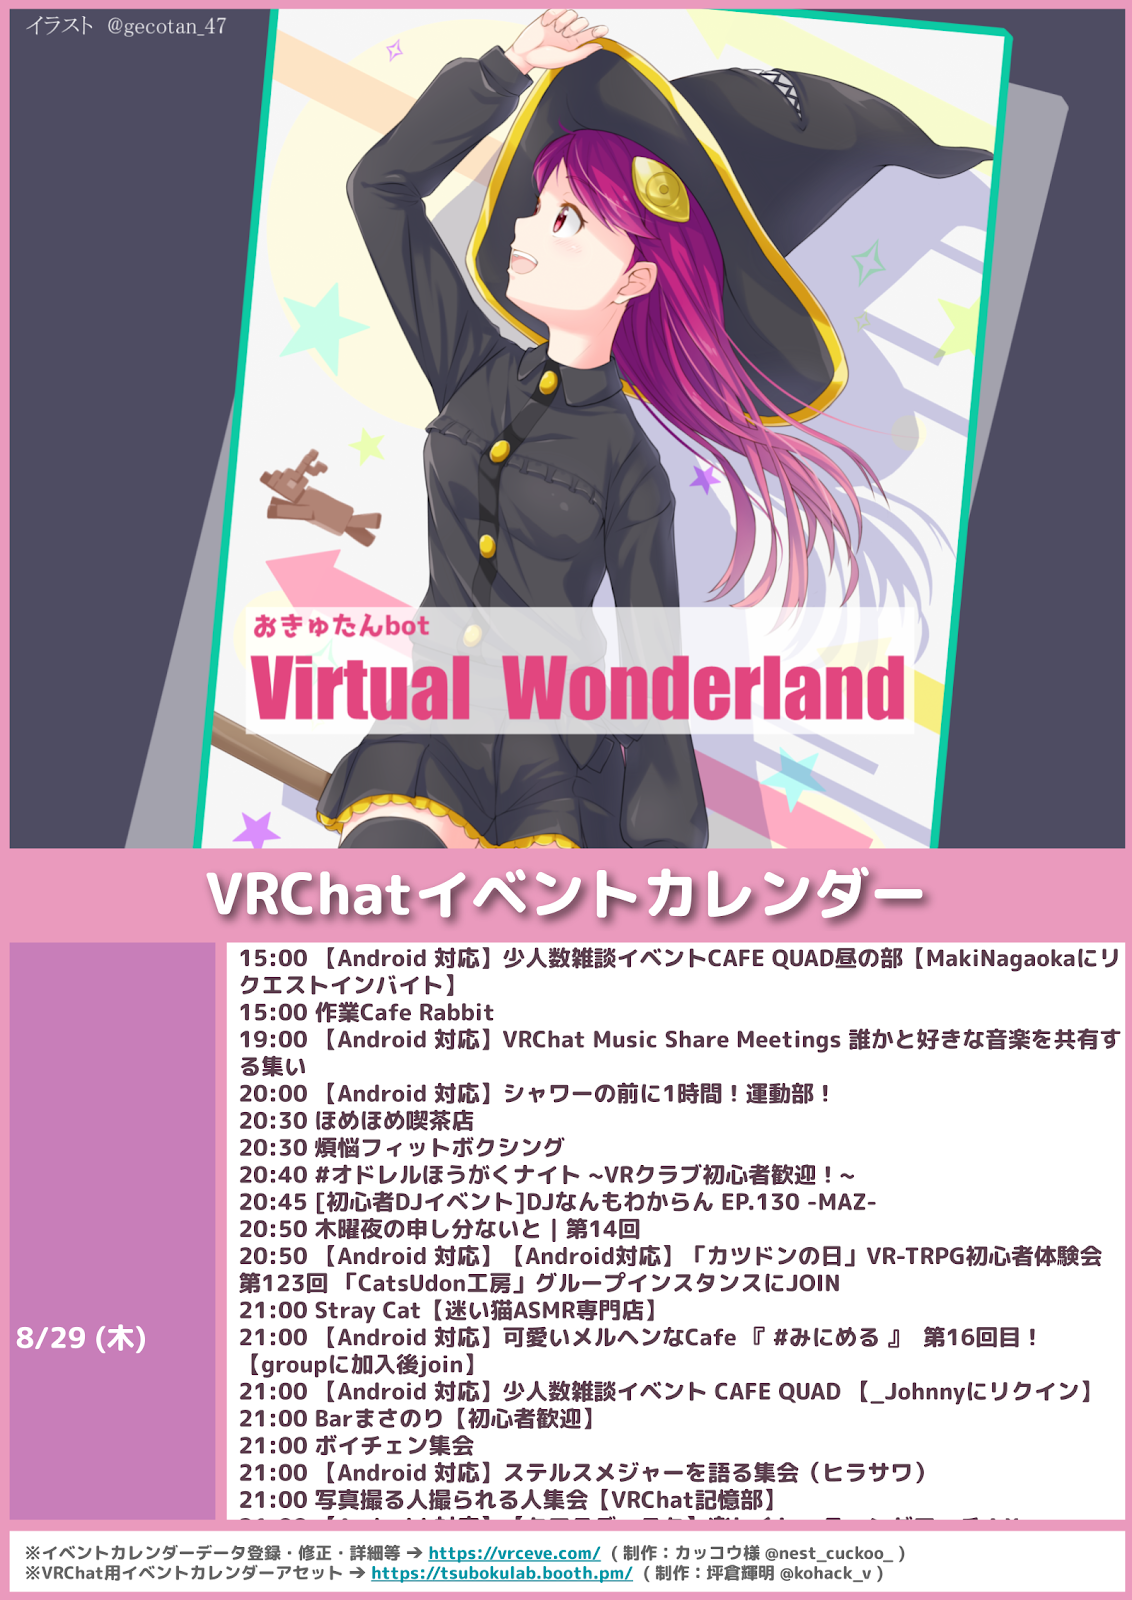 イラスト @gecotan_47
おきゅたんbot
Virtual Wonderland
VRChatイベントカレンダー
8/29 (木)
15:00 【Android 対応】少人数雑談イベントCAFE QUAD昼の部【MakiNagaokaにリ
クエストインバイト】
15:00 作業Cafe Rabbit
19:00 【Android 対応】VRChat Music Share Meetings 誰かと好きな音楽を共有す
る集い
20:00 【Android 対応】シャワーの前に1時間！運動部！
20:30 ほめほめ喫茶店
20:30 煩悩フィットボクシング
20:40 #オドレルほうがくナイト ~VRクラブ初心者歓迎！~
20:45 [初心者DJイベント]DJなんもわからん EP.130 -MAZ-
20:50 木曜夜の申し分ないと | 第14回
20:50 【Android 対応】【Android対応】「カツドンの日」VR-TRPG初心者体験会
第123回 「CatsUdon工房」グループインスタンスにJOIN
21:00 Stray Cat【迷い猫ASMR専門店】
21:00 【Android 対応】可愛いメルヘンなCafe 『 #みにめる 』 第16回目！
【groupに加入後join】
21:00 【Android 対応】少人数雑談イベント CAFE QUAD 【_Johnnyにリクイン】
21:00 Barまさのり【初心者歓迎】
21:00 ボイチェン集会
21:00 【Android 対応】ステルスメジャーを語る集会（ヒラサワ）
21:00 写真撮る人撮られる人集会【VRChat記憶部】
※イベントカレンダーデータ登録・修正・詳細等 ➔ https://vrceve.com/ ( 制作：カッコウ様 @nest_cuckoo_ )
※VRChat用イベントカレンダーアセット ➔ https://tsubokulab.booth.pm/ ( 制作：坪倉輝明 @kohack_v )